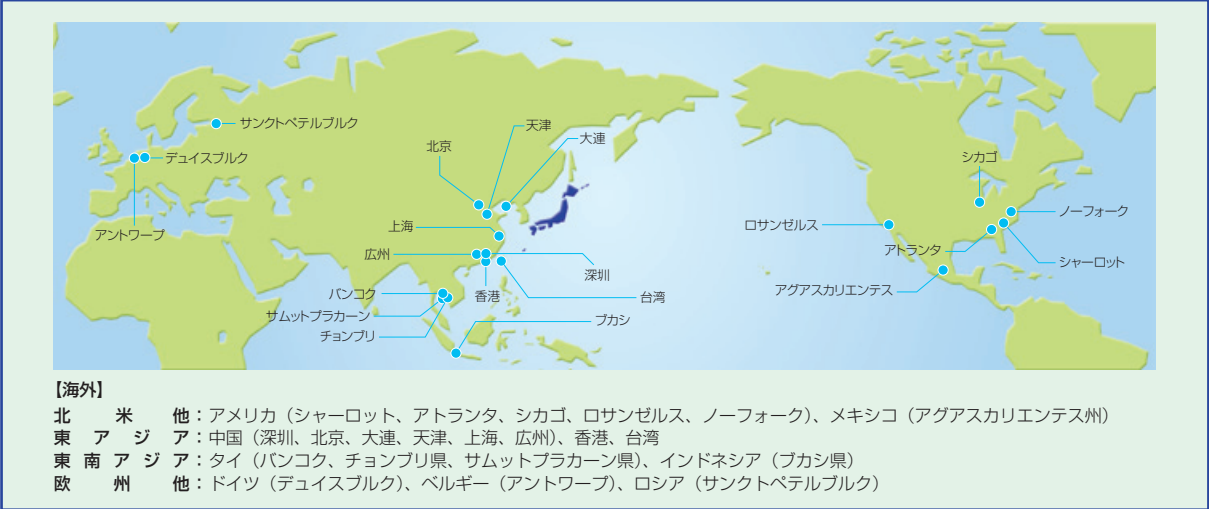 サンクトペテルブルク
天津
大連
北京
シカゴ
デュイスブルク
ノーフォーク
上海
ロサンゼルス
アントワープ
アトランタ
広州
シャーロット
深圳
アグアスカリエンテス
バンコク
香港
台湾
サムットプラカーン
ブカシ
チョンブリ
【海外】
北米他：アメリカ（シャーロット、アトランタ、シカゴ、ロサンゼルス、ノーフォーク）、メキシコ（アグアスカリエンテス州）
東アジア：中国（深圳、北京、大連、天津、上海、広州）、香港、台湾
東南アジア：タイ（バンコク、チョンブリ県、サムットプラカーン県）、インドネシア（ブカシ県）
欧州他：ドイツ（デュイスブルク）、ベルギー（アントワープ）、ロシア（サンクトペテルブルク）